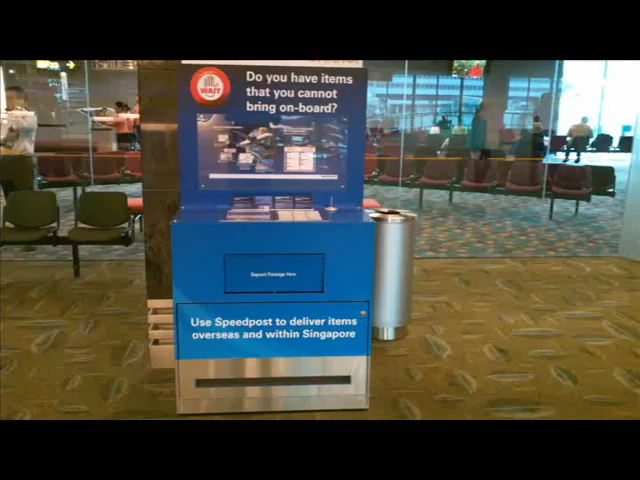 WAIT
Do you have items
that you cannot
bring on-board?
Deposit Package Here
Use Speedpost to deliver items
overseas and within Singapore